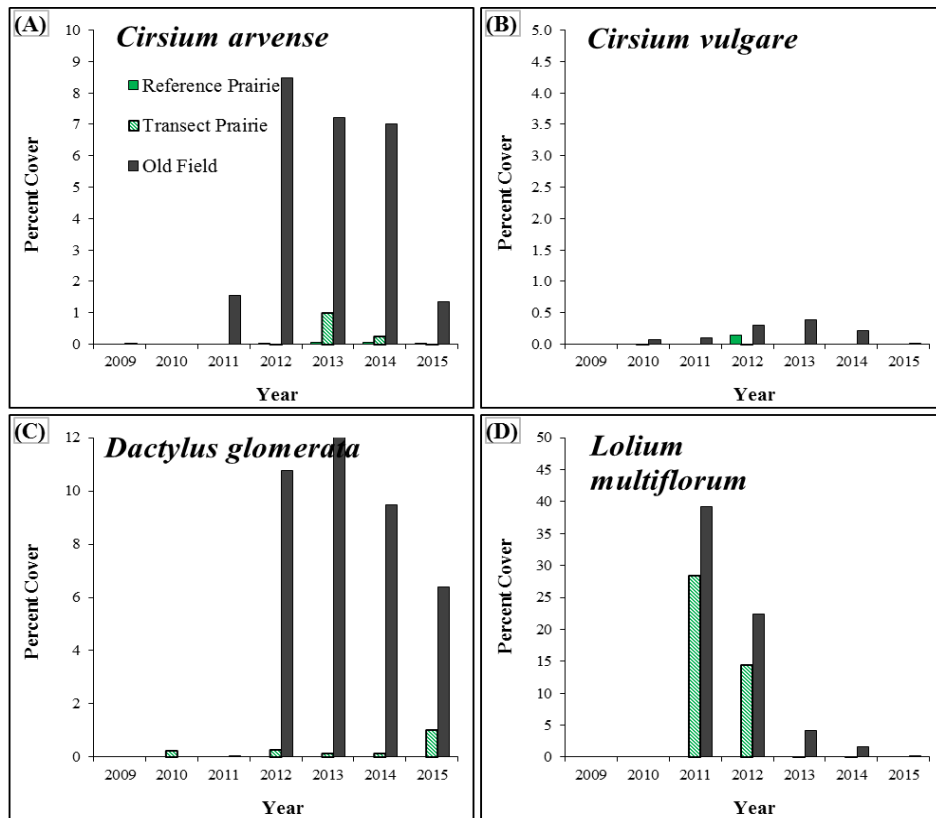 (A)
Cirsium arvense
10
9
8
7
6
5
4
3
2
1
0
Percent Cover
Reference Prairie
Transect Prairie
Old Field
2009 2010 2011 2012 2013 2014 2015
Year
(B)
Cirsium vulgare
5.0
4.5
4.0
3.5
3.0
2.5
2.0
1.5
1.0
0.5
0.0
Percent Cover
2009 2010 2011 2012 2013 2014 2015
Year
(C)
Dactylus glomerata
12
10
8
6
4
2
0
Percent Cover
2009 2010 2011 2012 2013 2014 2015
Year
(D)
Lolium
multiflorum
50
45
40
35
30
25
20
15
10
5
0
Percent Cover
2009 2010 2011 2012 2013 2014 2015
Year